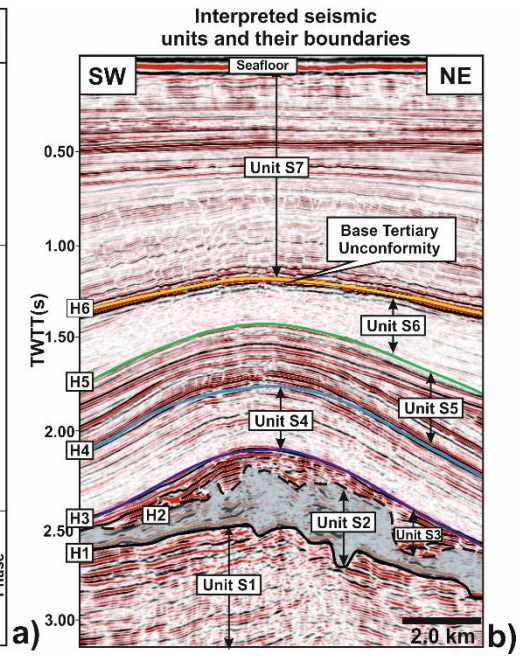 Interpreted seismic
units and their boundaries
SW
Seafloor
NE
0.50
Unit S7
Base Tertiary
Unconformity
1.00
H6
Unit S6
1.50
TWTT(s)
H5
Unit S5
Unit S4
2.00
H4
H3
H2
2.50
Unit S2
Unit S3
H1
Unit S1
Phase
3.00
2.0 km
a)
b)